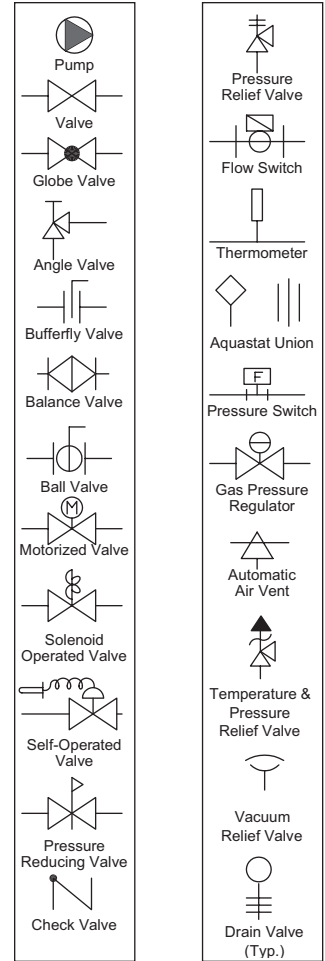 Pump
Valve
Globe Valve
Angle Valve
Bufferfly Valve
Balance Valve
Ball Valve
M
Motorized Valve
Solenoid
Operated Valve
Self-Operated
Valve
Pressure
Reducing Valve
Check Valve
Pressure
Relief Valve
Flow Switch
Thermometer
Aquastat Union
F
Pressure Switch
Gas Pressure
Regulator
Automatic
Air Vent
Temperature &
Pressure
Relief Valve
Vacuum
Relief Valve
Drain Valve
(Typ.)